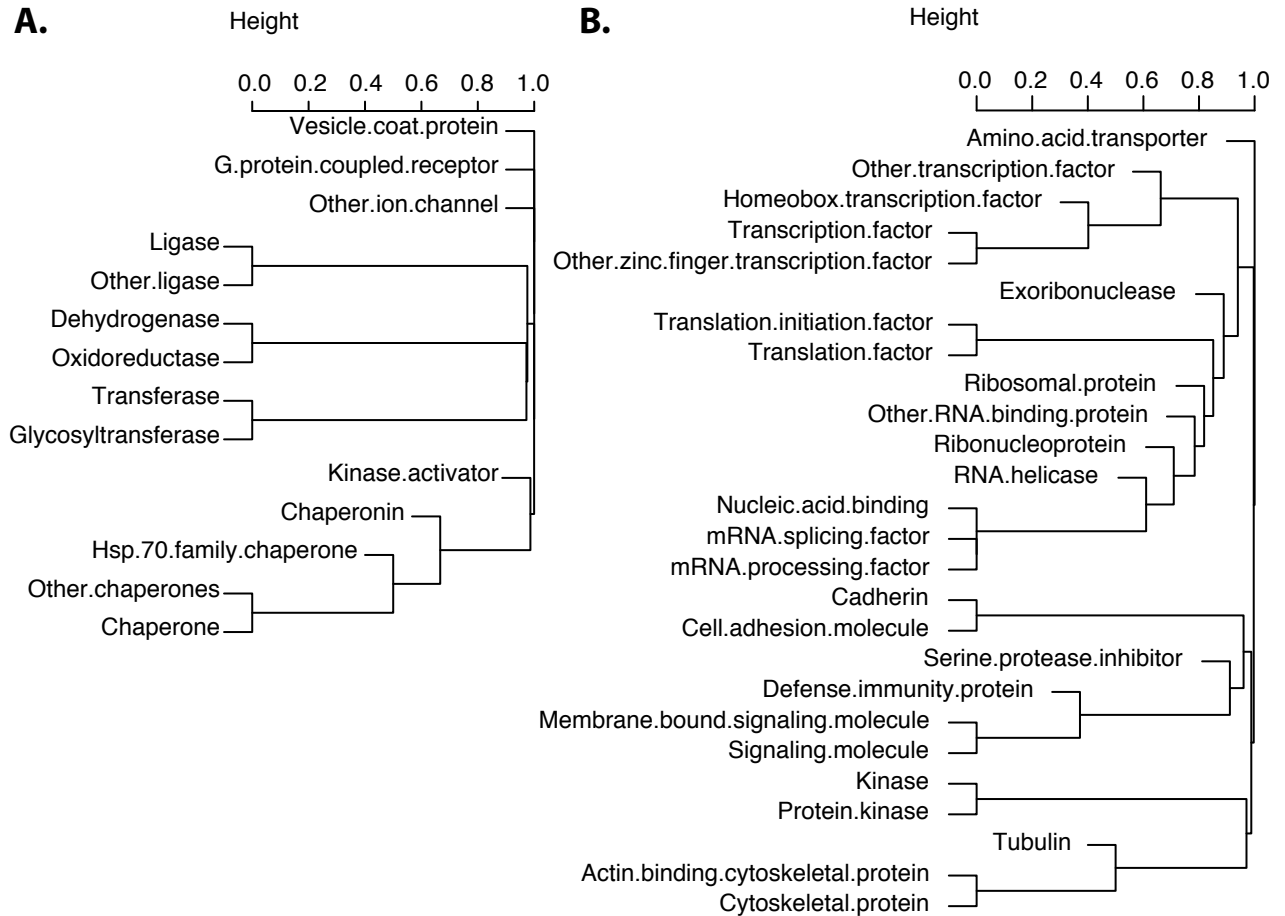 A.
Height
0.0 0.2 0.4 0.6 0.8 1.0
Vesicle.coat.protein
G.protein.coupled.receptor
Other.ion.channel
Ligase
Other.ligase
Dehydrogenase
Oxidoreductase
Transferase
Glycosyltransferase
Kinase.activator
Chaperonin
Hsp.70.family.chaperone
Other.chaperones
Chaperone
B.
Height
0.0 0.2 0.4 0.6 0.8 1.0
Amino.acid.transporter
Other.transcription.factor
Homeobox.transcription.factor
Transcription.factor
Other.zinc.finger.transcription.factor
Exoribonuclease
Translation.initiation.factor
Translation.factor
Ribosomal.protein
Other.RNA.binding.protein
Ribonucleoprotein
RNA.helicase
Nucleic.acid.binding
mRNA.splicing.factor
mRNA.processing.factor
Cadherin
Cell.adhesion.molecule
Serine.protease.inhibitor
Defense.immunity.protein
Membrane.bound.signaling.molecule
Signaling.molecule
Kinase
Protein.kinase
Tubulin
Actin.binding.cytoskeletal.protein
Cytoskeletal.protein